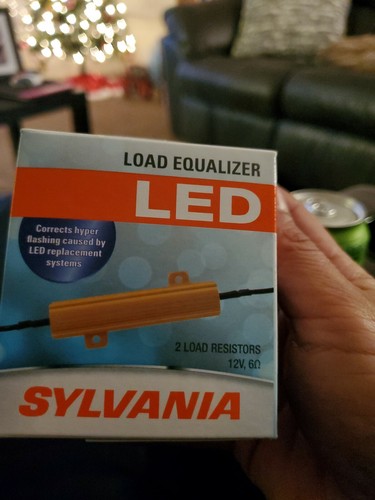 LOAD EQUALIZER
LED
Corrects hyper
flashing caused by
LED replacement
systems
2 LOAD RESISTORS
12V, 6Ω
SYLVANIA